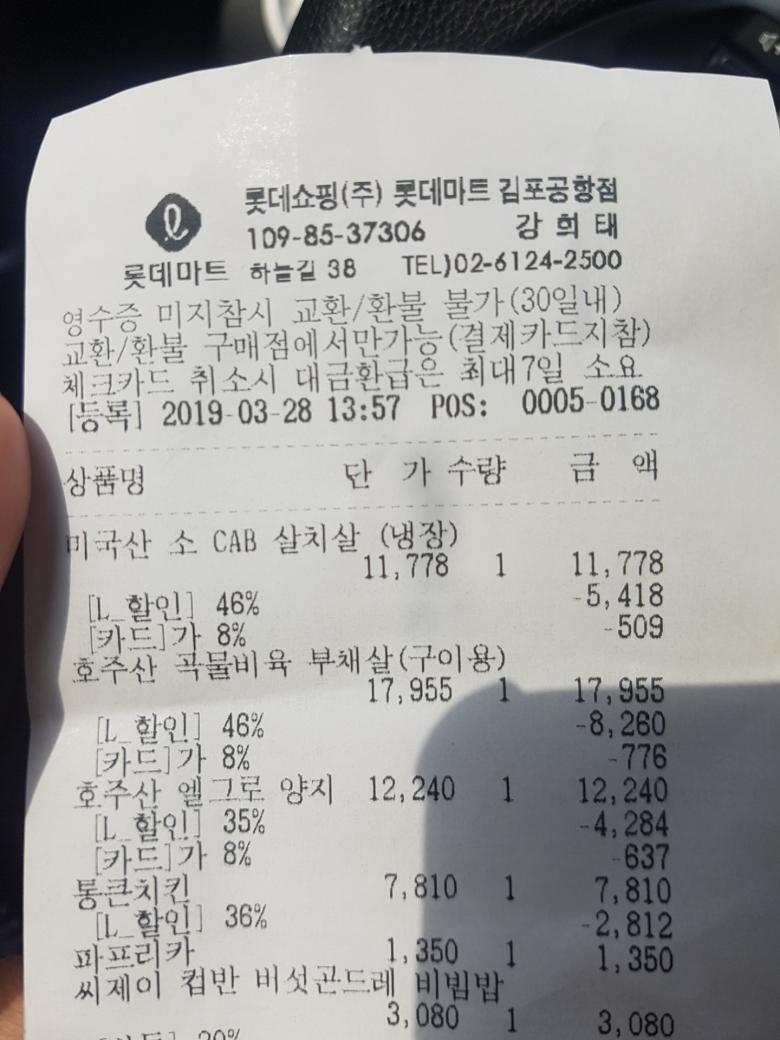 롯데쇼핑(주) 롯데마트 김포공항점
109-85-37306 강 희 태
롯데마트 하늘길 38 TEL)02-6124-2500
영수증 미지참시 교환/환불 불가(30일내)
교환/환불 구매점에서만가능(결제카드지참)
체크카드 취소시 대금환급은 최대7일 소요
[등록] 2019-03-28 13:57 POS: 0005-0168
상품명 단 가 수량 금 액
미국산 소 CAB 살치살 (냉장)
11,778 1 11,778
[L_할인] 46% -5,418
[카드]가 8% -509
호주산 곡물비육 부채살(구이용)
17,955 1 17,955
[L_할인] 46% -8,260
[카드]가 8% -776
호주산 엘그로 양지 12,240 1 12,240
[L_할인] 35% -4,284
[카드]가 8% -637
통큰치킨 7,810 1 7,810
[L_할인] 36% -2,812
파프리카 1,350 1 1,350
씨제이 컵반 버섯곤드레 비빔밥
3,080 1 3,080
20%